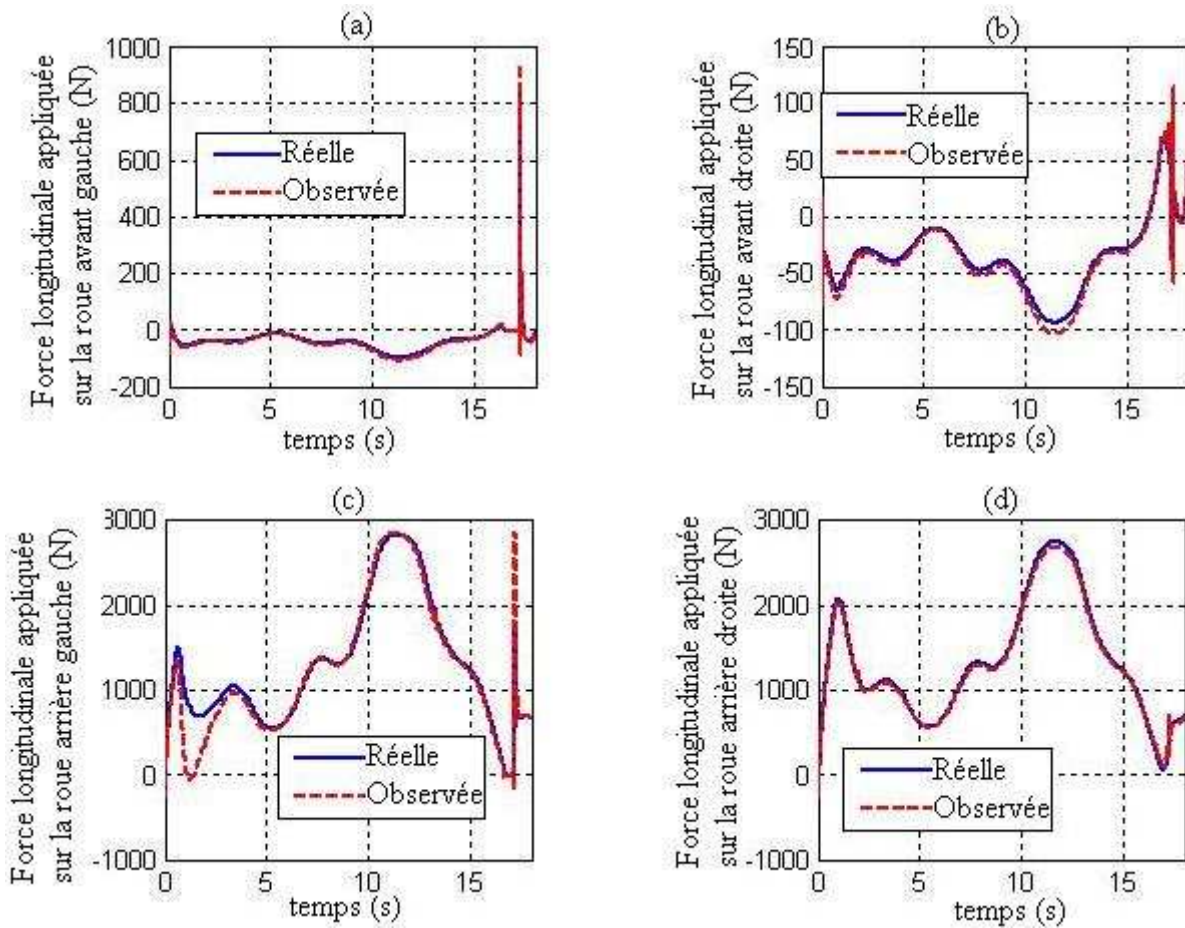 (a)
Force longitudinale appliquée
sur la roue avant gauche (N)
1000
800
600
400
200
0
-200
Réelle
Observée
0
5
10
15
temps (s)
(b)
Force longitudinal appliquée
sur la roue avant droite (N)
150
100
50
0
-50
-100
-150
Réelle
Observée
0
5
10
15
temps (s)
(c)
Force longitudinale appliquée
sur la roue arrière gauche (N)
3000
2000
1000
0
-1000
Réelle
Observée
0
5
10
15
temps (s)
(d)
Force longitudinale appliquée
sur la roue arrière droite (N)
3000
2000
1000
0
-1000
Réelle
Observée
0
5
10
15
temps (s)